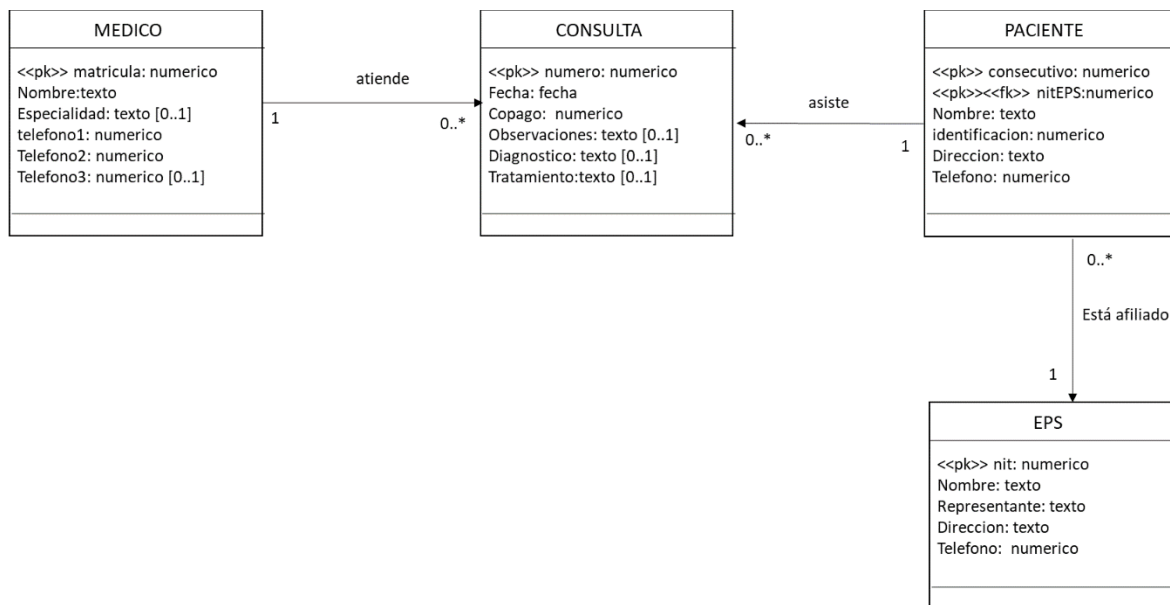 MEDICO
<<pk>> matricula: numerico
Nombre:texto
Especialidad: texto [0..1]
telefono1: numerico
Telefono2: numerico
Telefono3: numerico [0..1]
atiende
1
0..*
CONSULTA
<<pk>> numero: numerico
Fecha: fecha
Copago: numerico
Observaciones: texto [0..1]
Diagnostico: texto [0..1]
Tratamiento:texto [0..1]
asiste
0..*
1
PACIENTE
<<pk>> consecutivo: numerico
<<pk>><<fk>> nitEPS:numerico
Nombre: texto
identificacion: numerico
Direccion: texto
Telefono: numerico
0..*
Está afiliado
1
EPS
<<pk>> nit: numerico
Nombre: texto
Representante: texto
Direccion: texto
Telefono: numerico